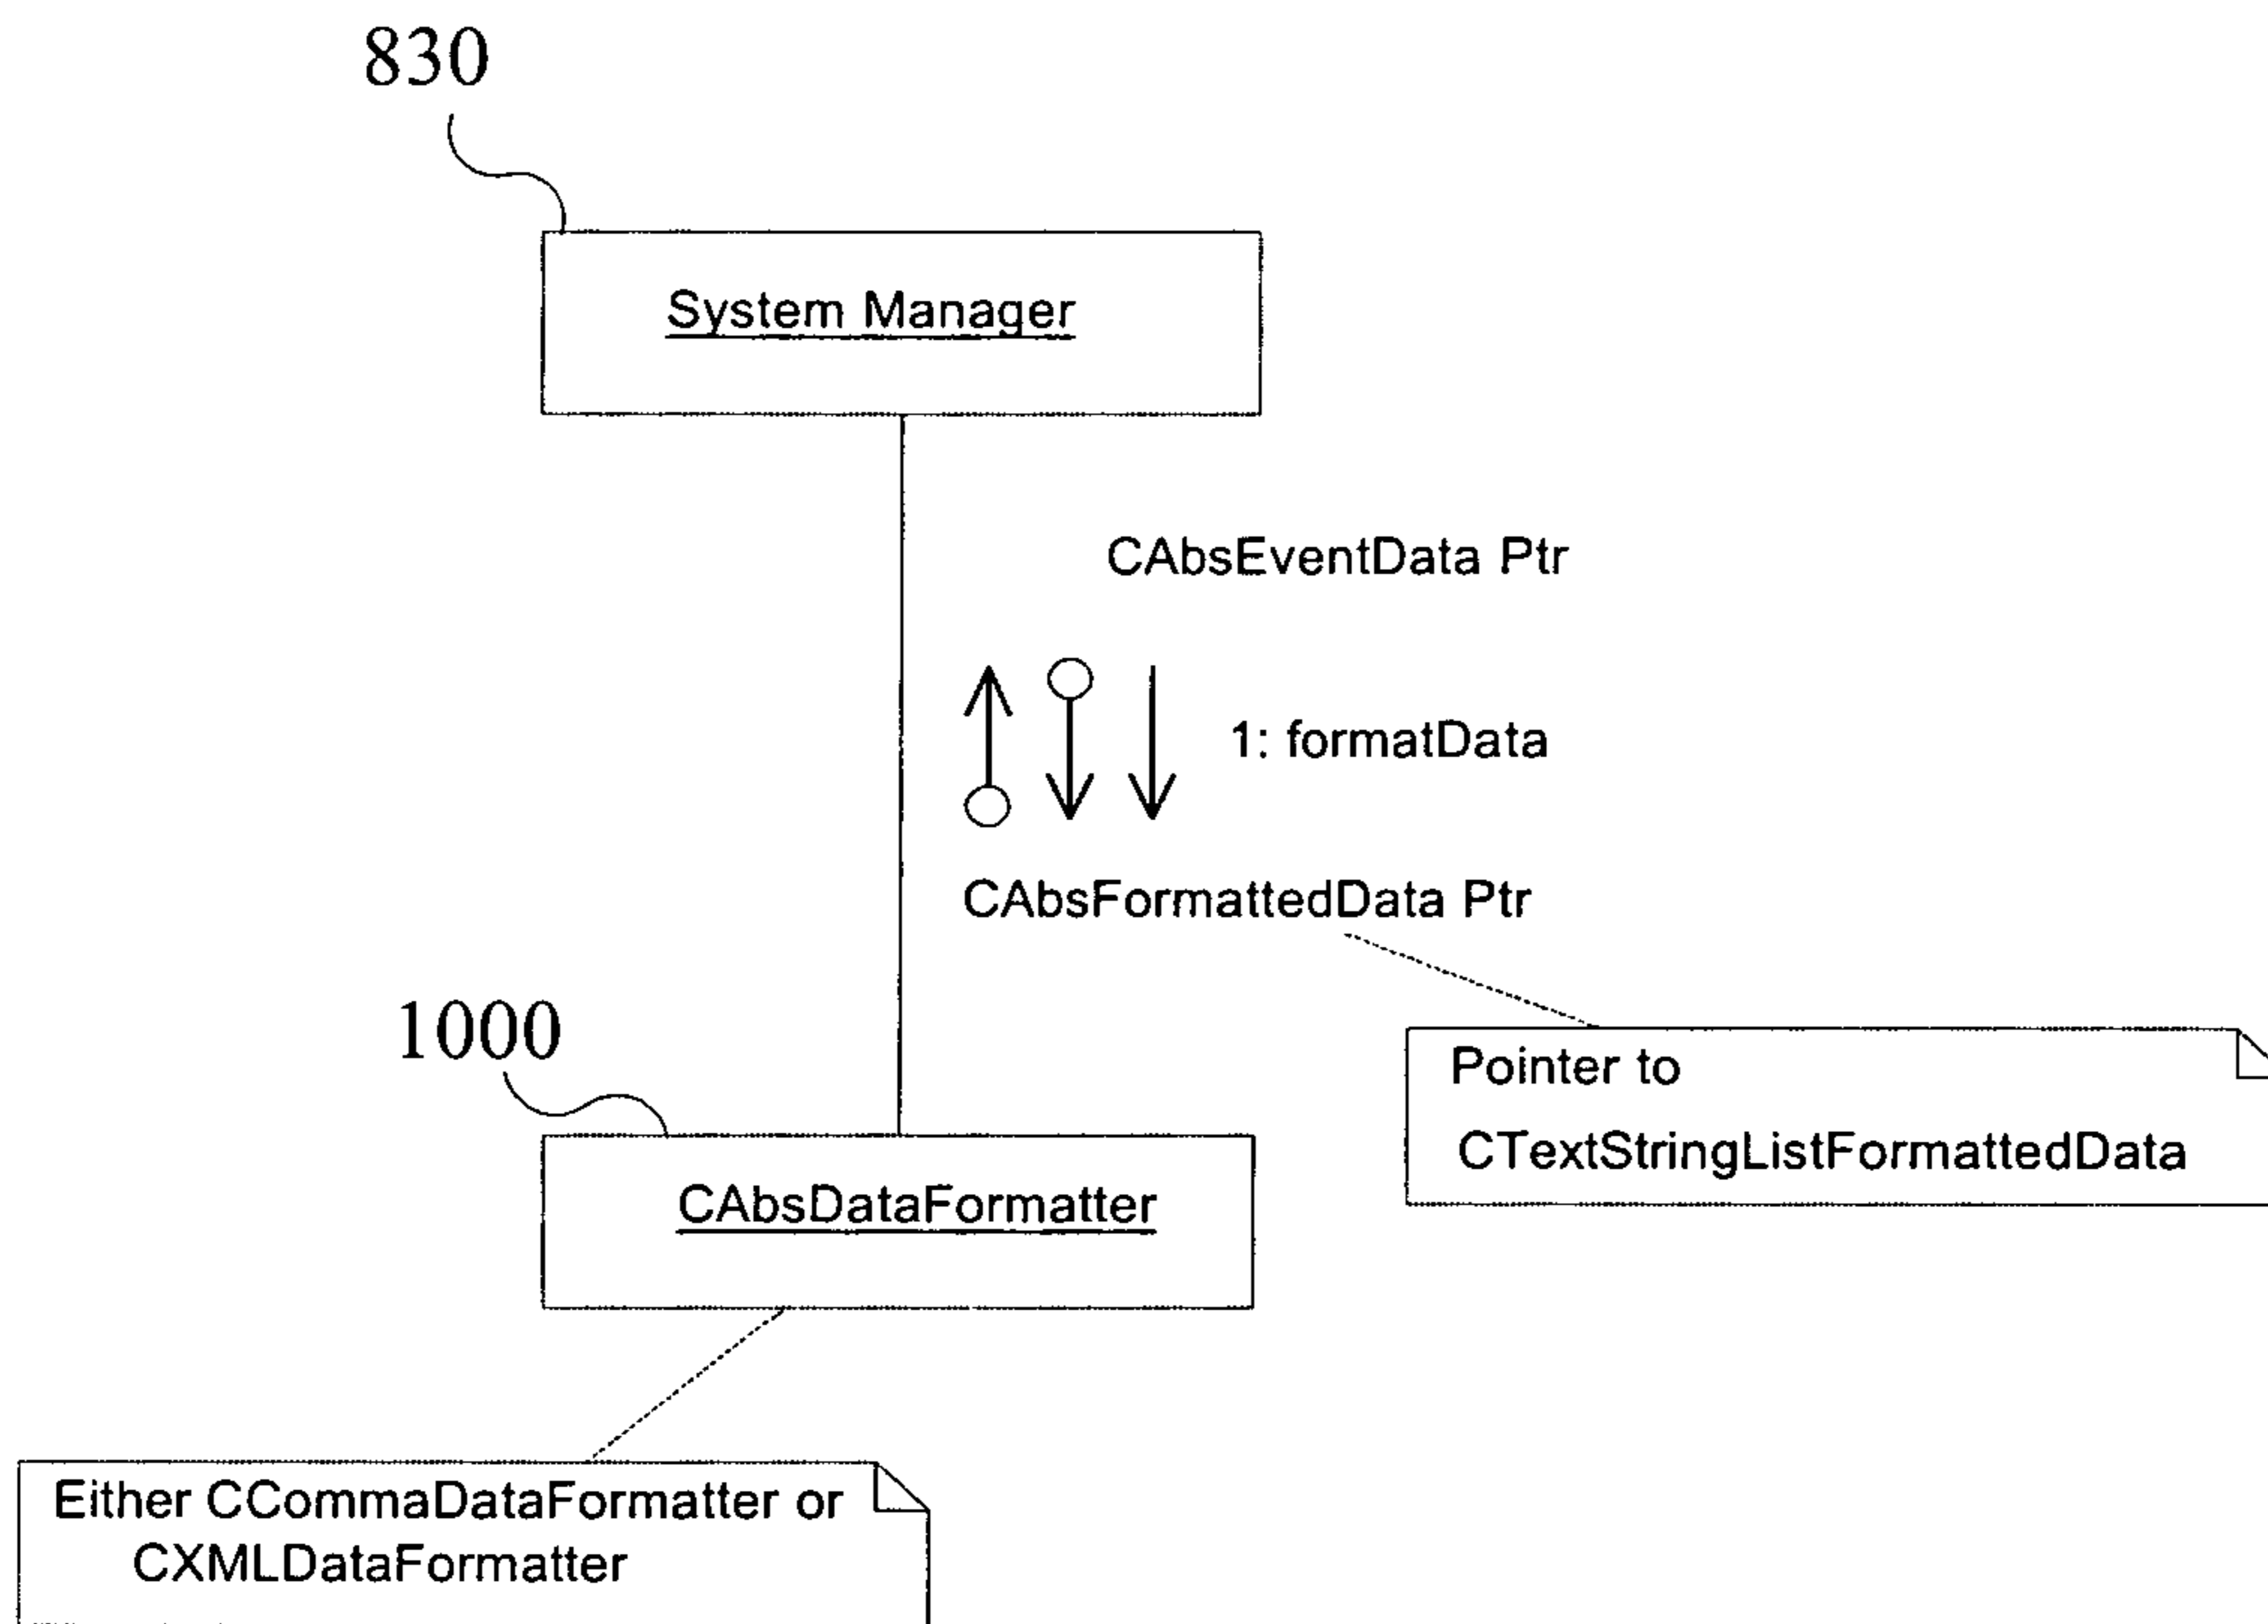 830
System Manager
CAbsEventData Ptr
1: formatData
CAbsFormattedData Ptr
1000
Pointer to
CTextStringListFormattedData
CAbsDataFormatter
Either CCommaDataFormatter or
CXMLDataFormatter